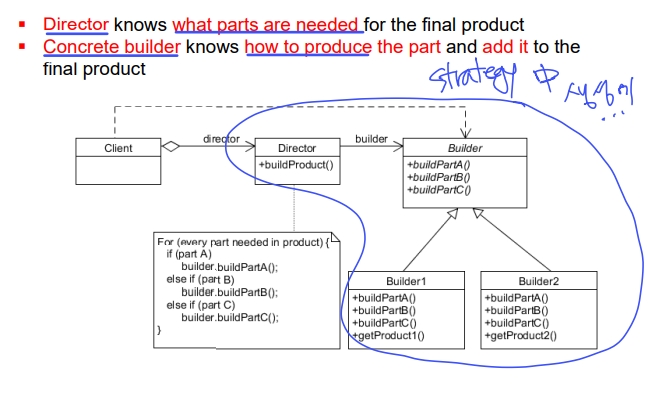 Director knows what parts are needed for the final product
Concrete builder knows how to produce the part and add it to the
final product
strategy
director
builder
Client
Director
+buildProduct()
Builder
+buildPartA()
+buildPartB()
+buildPartC()
For (every part needed in product) {
if (part A)
builder.buildPartA();
else if (part B)
builder.buildPartB();
else if (part C)
builder.buildPartC();
}
Builder1
+buildPartA()
+buildPartB()
+buildPartC()
+getProduct1()
Builder2
+buildPartA()
+buildPartB()
+buildPartC()
+getProduct2()